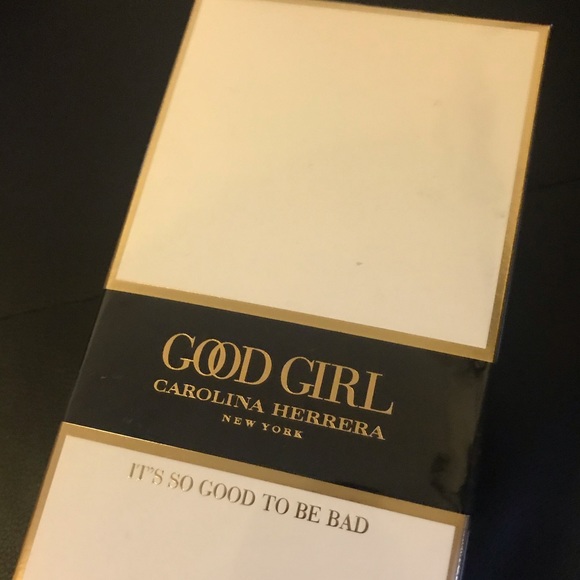 GOOD GIRL
CAROLINA HERRERA
NEW YORK
IT'S SO GOOD TO BE BAD